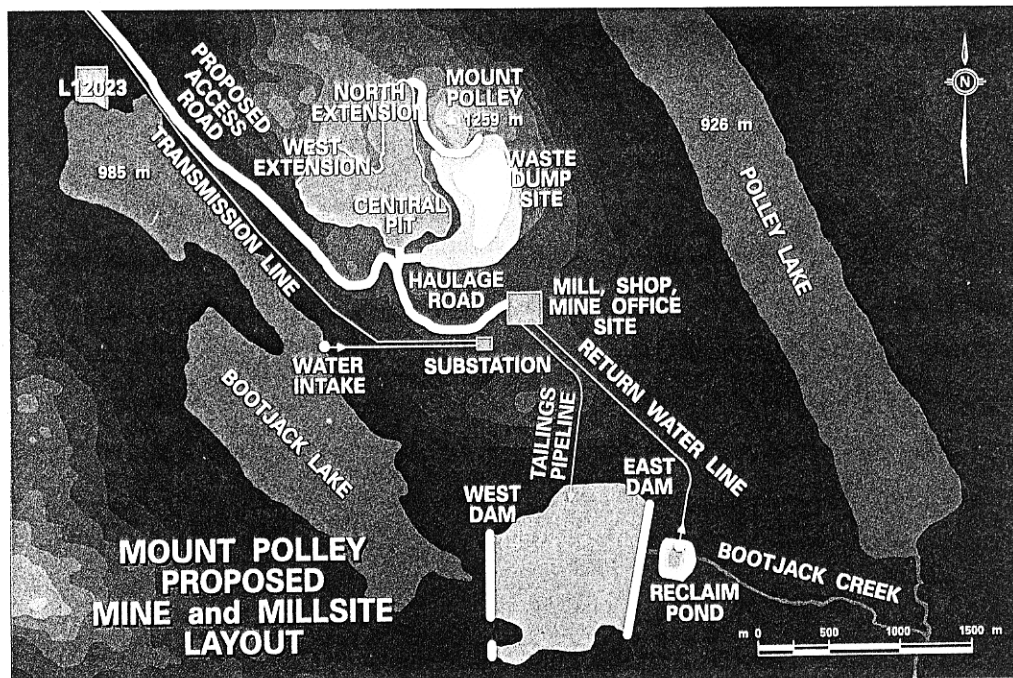 L12023
PROPOSED
ACCESS
ROAD
NORTH
EXTENSION
MOUNT
POLLEY
1259 m
926 m
N
985 m
TRANSMISSION LINE
WEST
EXTENSION
WASTE
DUMP
SITE
CENTRAL
PIT
POLLEY LAKE
HAULAGE
ROAD
MILL, SHOP,
MINE OFFICE
SITE
WATER
INTAKE
SUBSTATION
BOOTJACK LAKE
TAILINGS
PIPELINE
RETURN WATER LINE
WEST
DAM
EAST
DAM
BOOTJACK CREEK
RECLAIM
POND
MOUNT POLLEY
PROPOSED
MINE and MILLSITE
LAYOUT
m 0 500 1000 1500 m